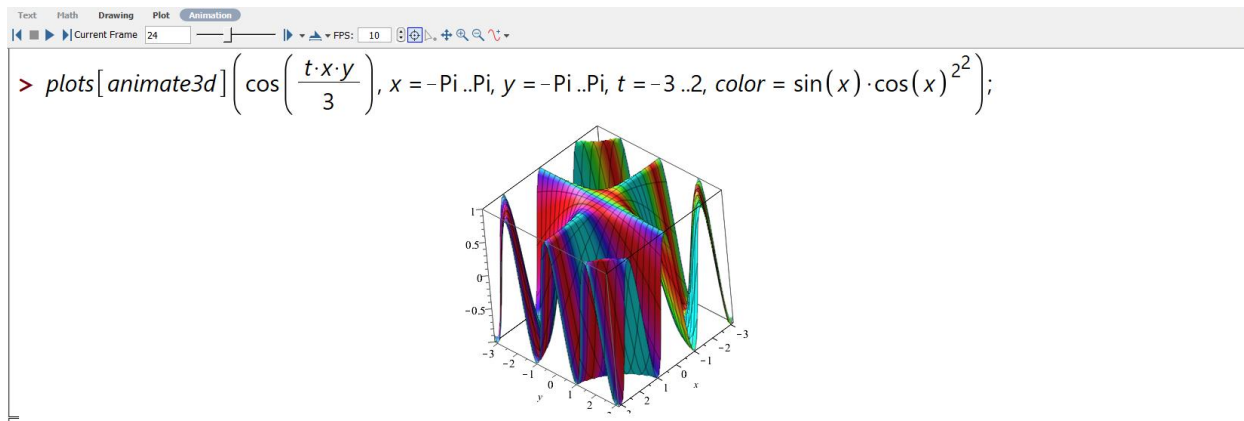 Text Math Drawing Plot Animation
Current Frame 24 FPS: 10
> plots[animate3d](cos(t·x·y/3), x = −Pi ..Pi, y = −Pi ..Pi, t = −3 ..2, color = sin(x)·cos(x)^2^2);
1
0.5
0
-0.5
-3 -2 -1 0 1 2
y
-3 -2 -1 0 1 2
x